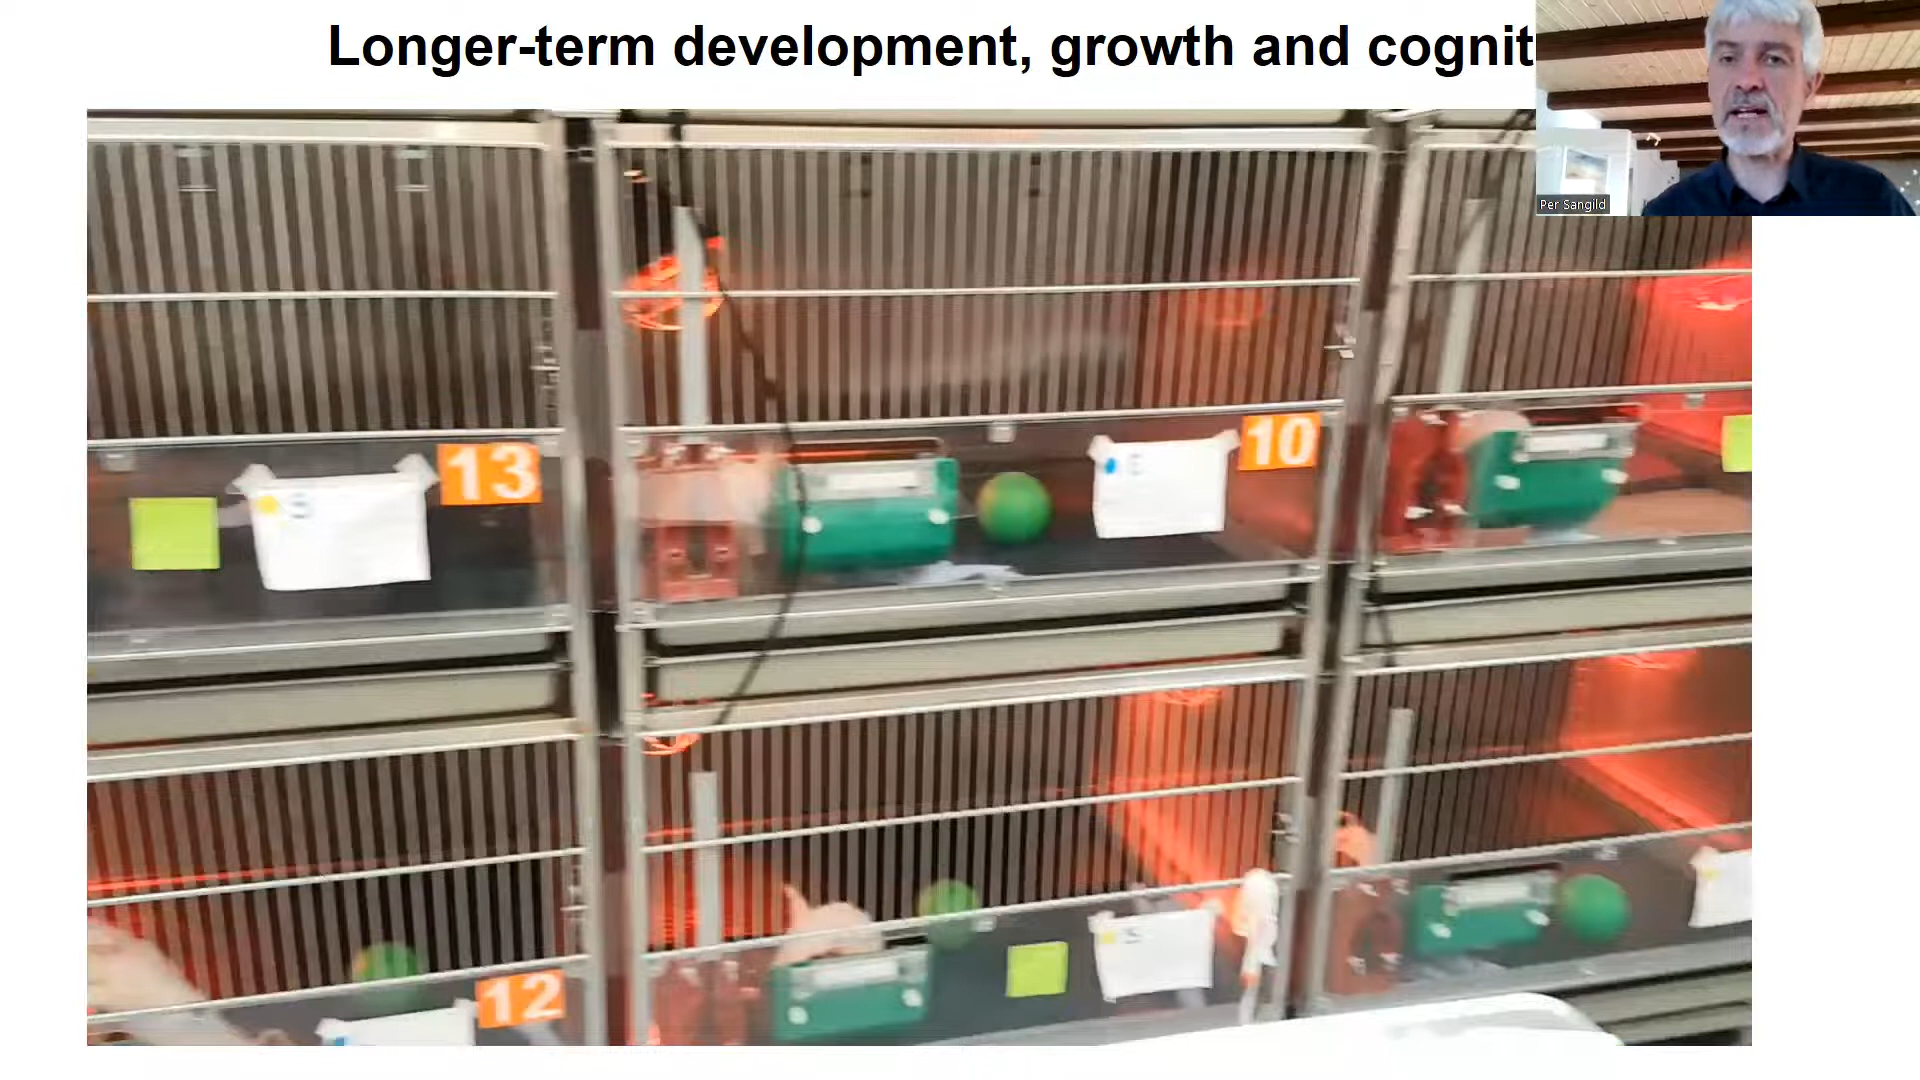 Longer-term development, growth and cognit
Per Sangild
13
10
12